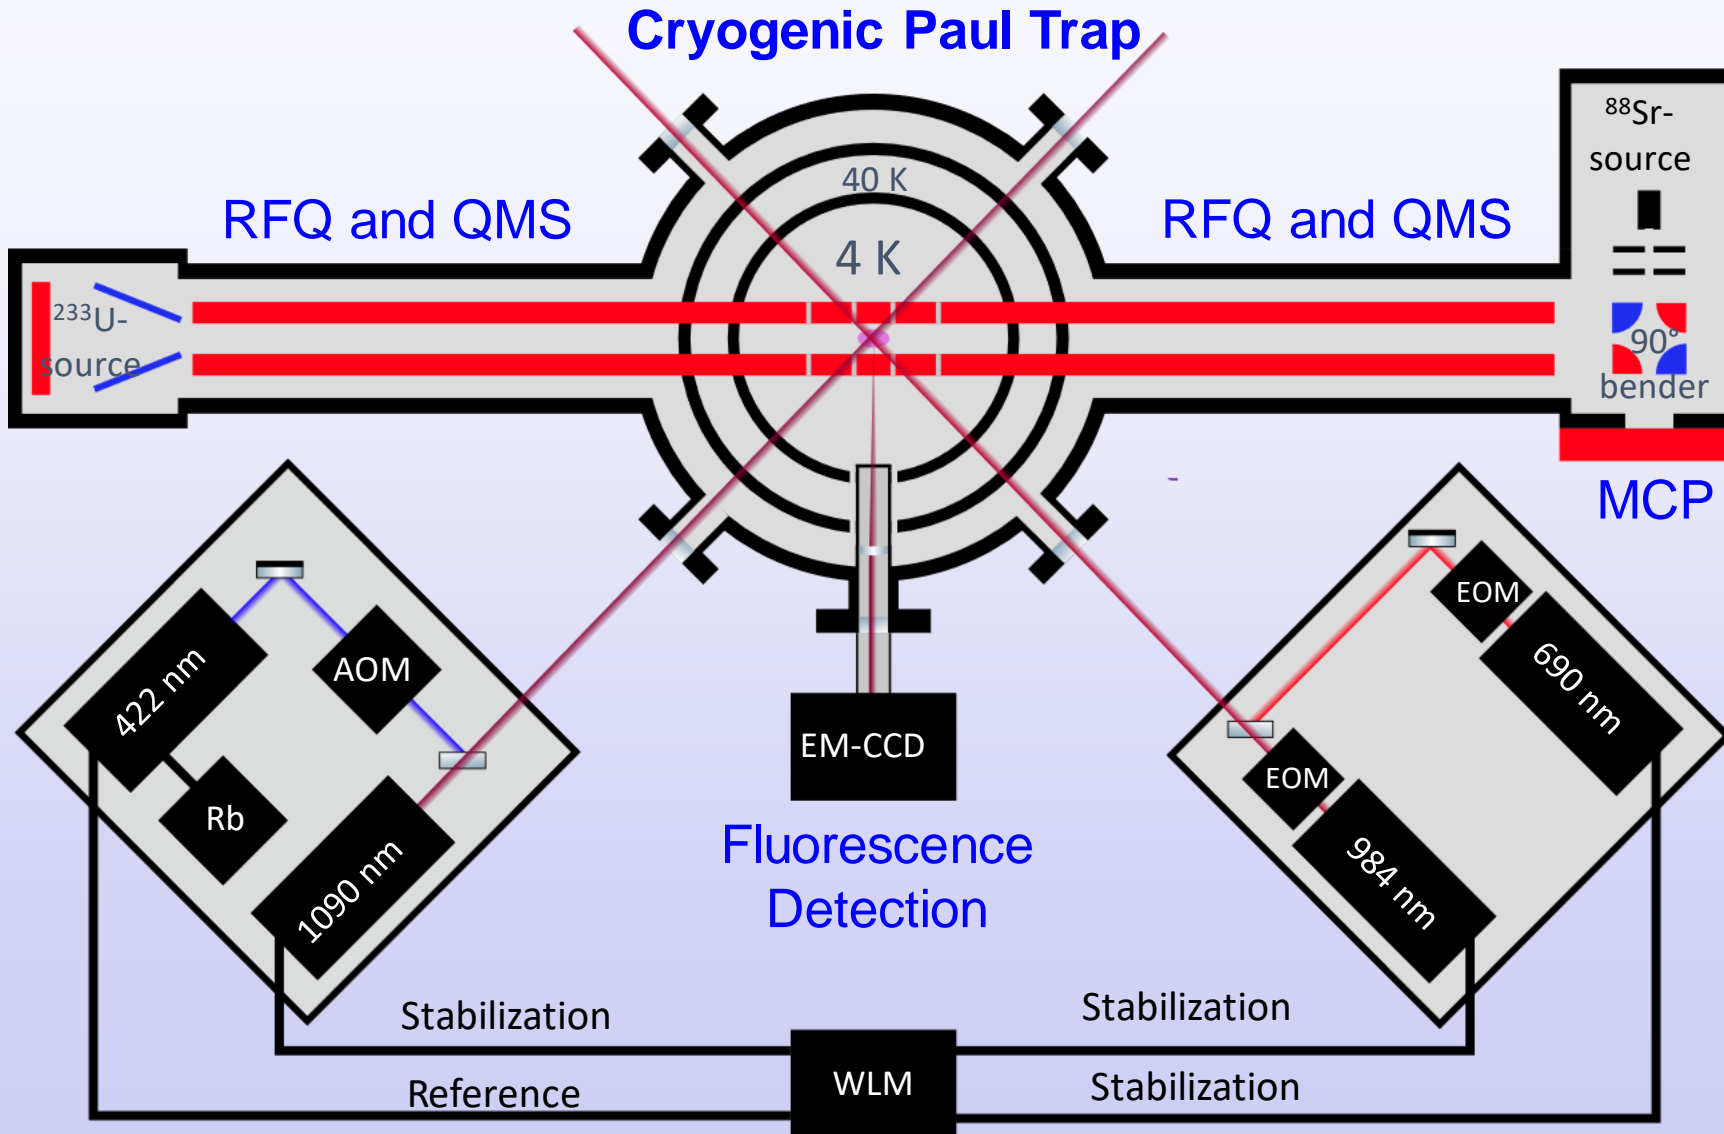 Cryogenic Paul Trap
⁸⁸Sr-
source
40 K
RFQ and QMS
RFQ and QMS
4 K
²³³U-
source
90°
bender
MCP
EOM
AOM
422 nm
690 nm
EM-CCD
EOM
Rb
1090 nm
984 nm
Fluorescence
Detection
Stabilization
Stabilization
WLM
Reference
Stabilization